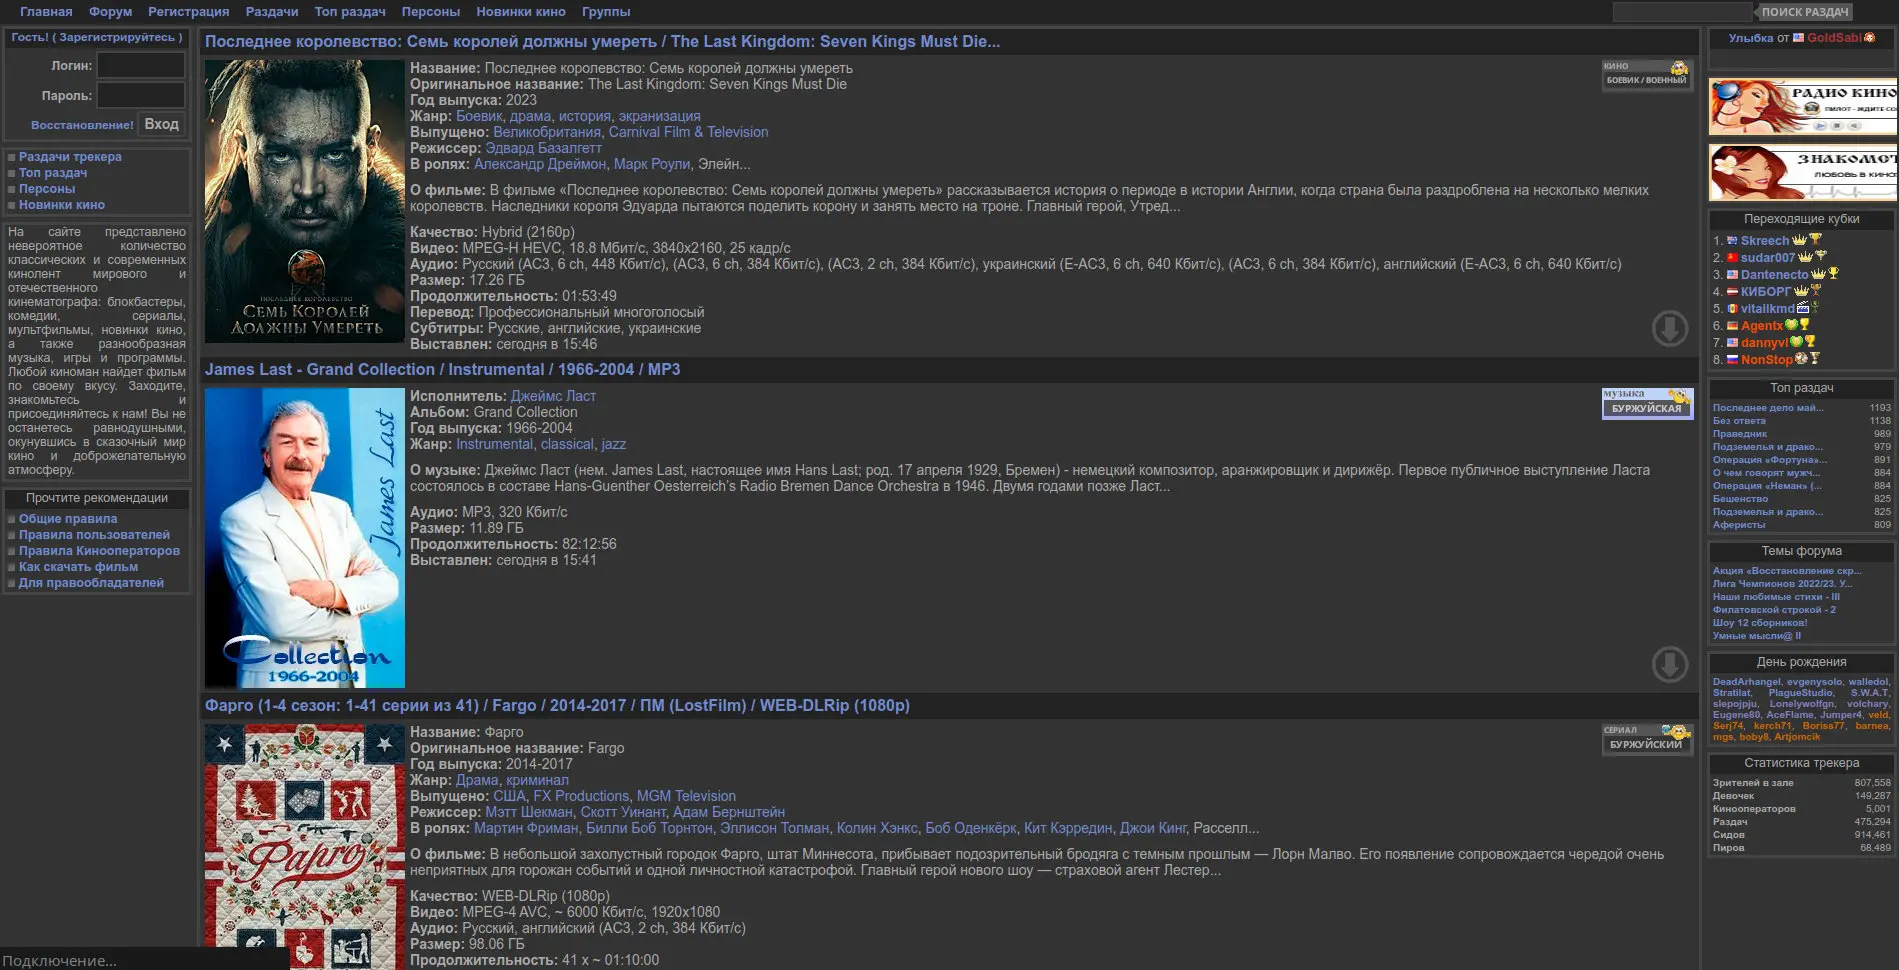 Главная Форум Регистрация Раздачи Топ раздач Персоны Новинки кино Группы
ПОИСК РАЗДАЧ
Гость! ( Зарегистрируйтесь )
Логин:
Пароль:
Восстановление! Вход
Раздачи трекера
Топ раздач
Персоны
Новинки кино
На сайте представлено
невероятное количество
классических и современных
кинолент мирового и
отечественного
кинематографа: блокбастеры,
комедии, сериалы,
мультфильмы, новинки кино,
а также разнообразная
музыка, игры и программы.
Любой киноман найдет фильм
по своему вкусу. Заходите,
знакомьтесь и
присоединяйтесь к нам! Вы не
останетесь равнодушными,
окунувшись в сказочный мир
кино и доброжелательную
атмосферу.
Прочтите рекомендации
Общие правила
Правила пользователей
Правила Кинооператоров
Как скачать фильм
Для правообладателей
Последнее королевство: Семь королей должны умереть / The Last Kingdom: Seven Kings Must Die...
ПОСЛЕДНЕЕ КОРОЛЕВСТВО
СЕМЬ КОРОЛЕЙ
ДОЛЖНЫ УМЕРЕТЬ
Название: Последнее королевство: Семь королей должны умереть
Оригинальное название: The Last Kingdom: Seven Kings Must Die
Год выпуска: 2023
Жанр: Боевик, драма, история, экранизация
Выпущено: Великобритания, Carnival Film & Television
Режиссер: Эдвард Базалгетт
В ролях: Александр Дреймон, Марк Роули, Элейн...
КИНО
БОЕВИК / ВОЕННЫЙ
О фильме: В фильме «Последнее королевство: Семь королей должны умереть» рассказывается история о периоде в истории Англии, когда страна была раздроблена на несколько мелких
королевств. Наследники короля Эдуарда пытаются поделить корону и занять место на троне. Главный герой, Утред...
Качество: Hybrid (2160p)
Видео: MPEG-H HEVC, 18.8 Мбит/с, 3840x2160, 25 кадр/с
Аудио: Русский (AC3, 6 ch, 448 Кбит/с), (AC3, 6 ch, 384 Кбит/с), (AC3, 2 ch, 384 Кбит/с), украинский (E-AC3, 6 ch, 640 Кбит/с), (AC3, 6 ch, 384 Кбит/с), английский (E-AC3, 6 ch, 640 Кбит/с)
Размер: 17.26 ГБ
Продолжительность: 01:53:49
Перевод: Профессиональный многоголосый
Субтитры: Русские, английские, украинские
Выставлен: сегодня в 15:46
James Last - Grand Collection / Instrumental / 1966-2004 / MP3
James Last
Collection
1966-2004
Исполнитель: Джеймс Ласт
Альбом: Grand Collection
Год выпуска: 1966-2004
Жанр: Instrumental, classical, jazz
музыка
БУРЖУЙСКАЯ
О музыке: Джеймс Ласт (нем. James Last, настоящее имя Hans Last; род. 17 апреля 1929, Бремен) - немецкий композитор, аранжировщик и дирижёр. Первое публичное выступление Ласта
состоялось в составе Hans-Guenther Oesterreich's Radio Bremen Dance Orchestra в 1946. Двумя годами позже Ласт...
Аудио: MP3, 320 Кбит/с
Размер: 11.89 ГБ
Продолжительность: 82:12:56
Выставлен: сегодня в 15:41
Фарго (1-4 сезон: 1-41 серии из 41) / Fargo / 2014-2017 / ПМ (LostFilm) / WEB-DLRip (1080p)
Фарго
Название: Фарго
Оригинальное название: Fargo
Год выпуска: 2014-2017
Жанр: Драма, криминал
Выпущено: США, FX Productions, MGM Television
Режиссер: Мэтт Шекман, Скотт Уинант, Адам Бернштейн
В ролях: Мартин Фриман, Билли Боб Торнтон, Эллисон Толман, Колин Хэнкс, Боб Оденкёрк, Кит Кэрредин, Джои Кинг, Расселл...
СЕРИАЛ
БУРЖУЙСКИЙ
О фильме: В небольшой захолустный городок Фарго, штат Миннесота, прибывает подозрительный бродяга с темным прошлым — Лорн Малво. Его появление сопровождается чередой очень
неприятных для горожан событий и одной личностной катастрофой. Главный герой нового шоу — страховой агент Лестер...
Качество: WEB-DLRip (1080p)
Видео: MPEG-4 AVC, ~ 6000 Кбит/с, 1920x1080
Аудио: Русский, английский (AC3, 2 ch, 384 Кбит/с)
Размер: 98.06 ГБ
Продолжительность: 41 x ~ 01:10:00
Подключение...
Улыбка от GoldSabi
РАДИО КИНО
ПИЛОТ - ЖДИТЕ СО
ЗНАКОМСТ
ЛЮБОВЬ В КИНО
Переходящие кубки
1. Skreech
2. sudar007
3. Dantenecto
4. КИБОРГ
5. vitalikmd
6. Agentx
7. dannyvi
8. NonStop
Топ раздач
Последнее дело май... 1193
Без ответа 1138
Праведник 989
Подземелья и драко... 979
Операция «Фортуна»... 891
О чем говорят мужч... 884
Операция «Неман» (... 884
Бешенство 825
Подземелья и драко... 825
Аферисты 809
Темы форума
Акция «Восстановление скр...
Лига Чемпионов 2022/23. У...
Наши любимые стихи - III
Филатовской строкой - 2
Шоу 12 сборников!
Умные мысли@ II
День рождения
DeadArhangel, evgenysolo, walledol,
Stratilat, PlagueStudio, S.W.A.T,
slepojpju, Lonelywolfgn, volchary,
Eugene80, AceFlame, Jumper4, veld,
Serj74, kerch71, Boriss77, barnea,
mgs, boby8, Artjomcik
Статистика трекера
Зрителей в зале 807,558
Девочек 149,287
Кинооператоров 5,001
Раздач 475,294
Сидов 914,461
Пиров 68,489